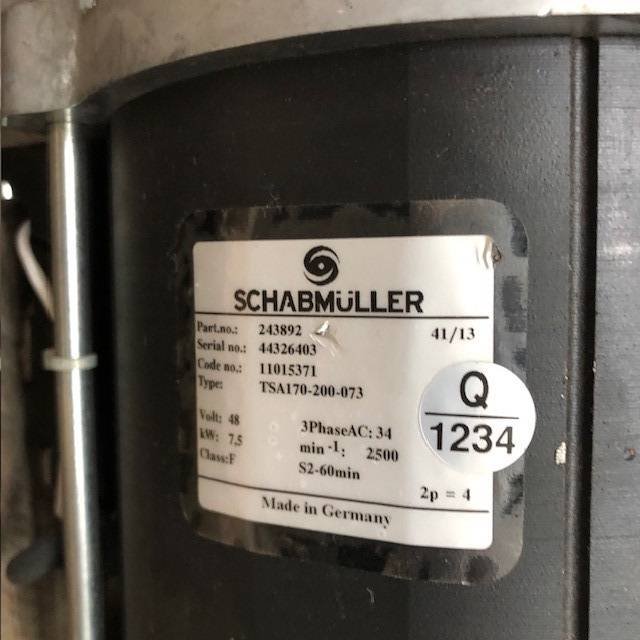 SCHABMÜLLER
Part.no.: 243892 41/13
Serial no.: 44326403
Code no.: 11015371
Type: TSA170-200-073
Volt: 48 3PhaseAC: 34
kW: 7.5 min-1: 2500
Class:F S2-60min
2p = 4
Made in Germany
Q
1234